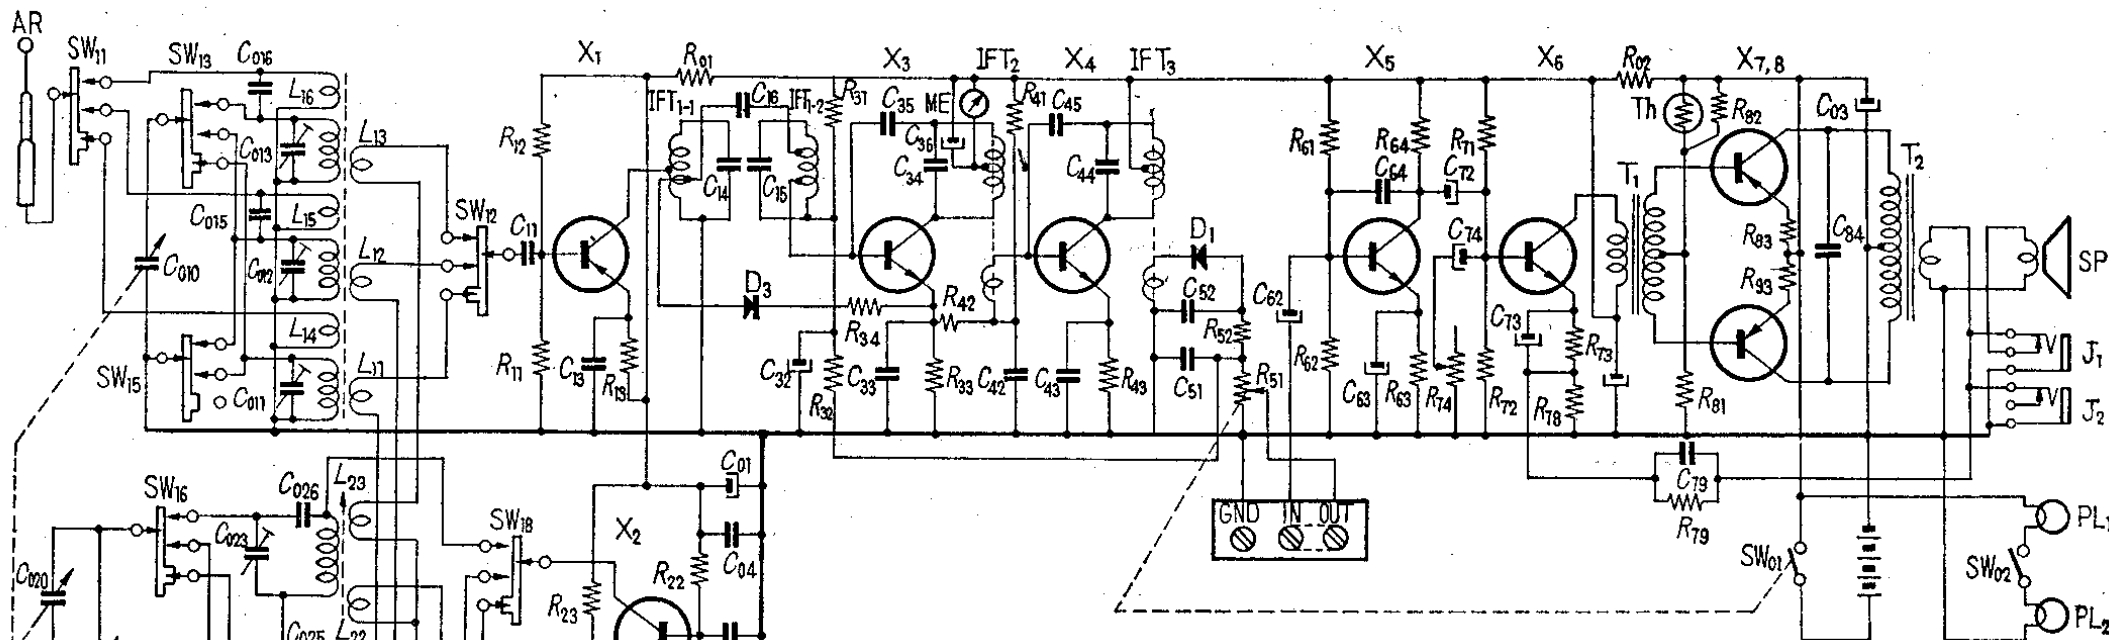 AR
SW11
SW13
C016
L16
C013
L13
C015
L15
C010
C012
L12
L14
SW15
C011
L11
SW12
C11
X1
R12
R11
C13
R13
R01
IFT1-1
C16
IFT1-2
R31
C14
C15
D3
R34
C32
R32
C33
R33
X3
C35
ME
C36
C34
IFT2
R41
C45
X4
IFT3
C44
R42
C42
C43
R43
D1
C52
R52
C51
R51
C62
R61
X5
R64
C64
R71
C72
R62
C63
R63
C74
R74
R72
X6
C73
R73
R78
R02
X7,8
Th
R82
C03
T1
R83
R93
C84
R81
T2
SP
J1
J2
V
V
C79
R79
GND IN OUT
SW01
SW02
PL1
PL2
SW16
C026
L23
C023
C020
C025
L22
SW18
X2
C01
C04
R22
R23